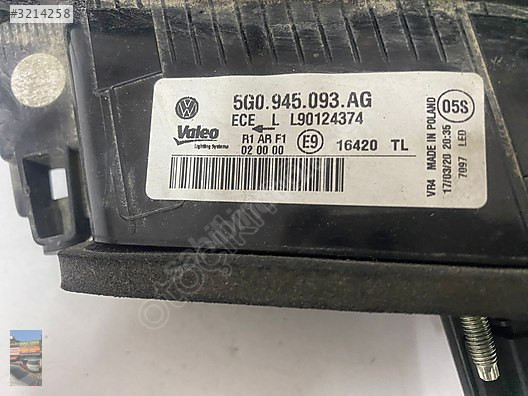 #3214258
5G0.945.093.AG
ECE L L90124374
Valeo
Lighting Systems
R1 AR F1
02 00 00
E9
16420 TL
VR4 MADE IN POLAND
17/03/20 20:35
7097 LED
05S